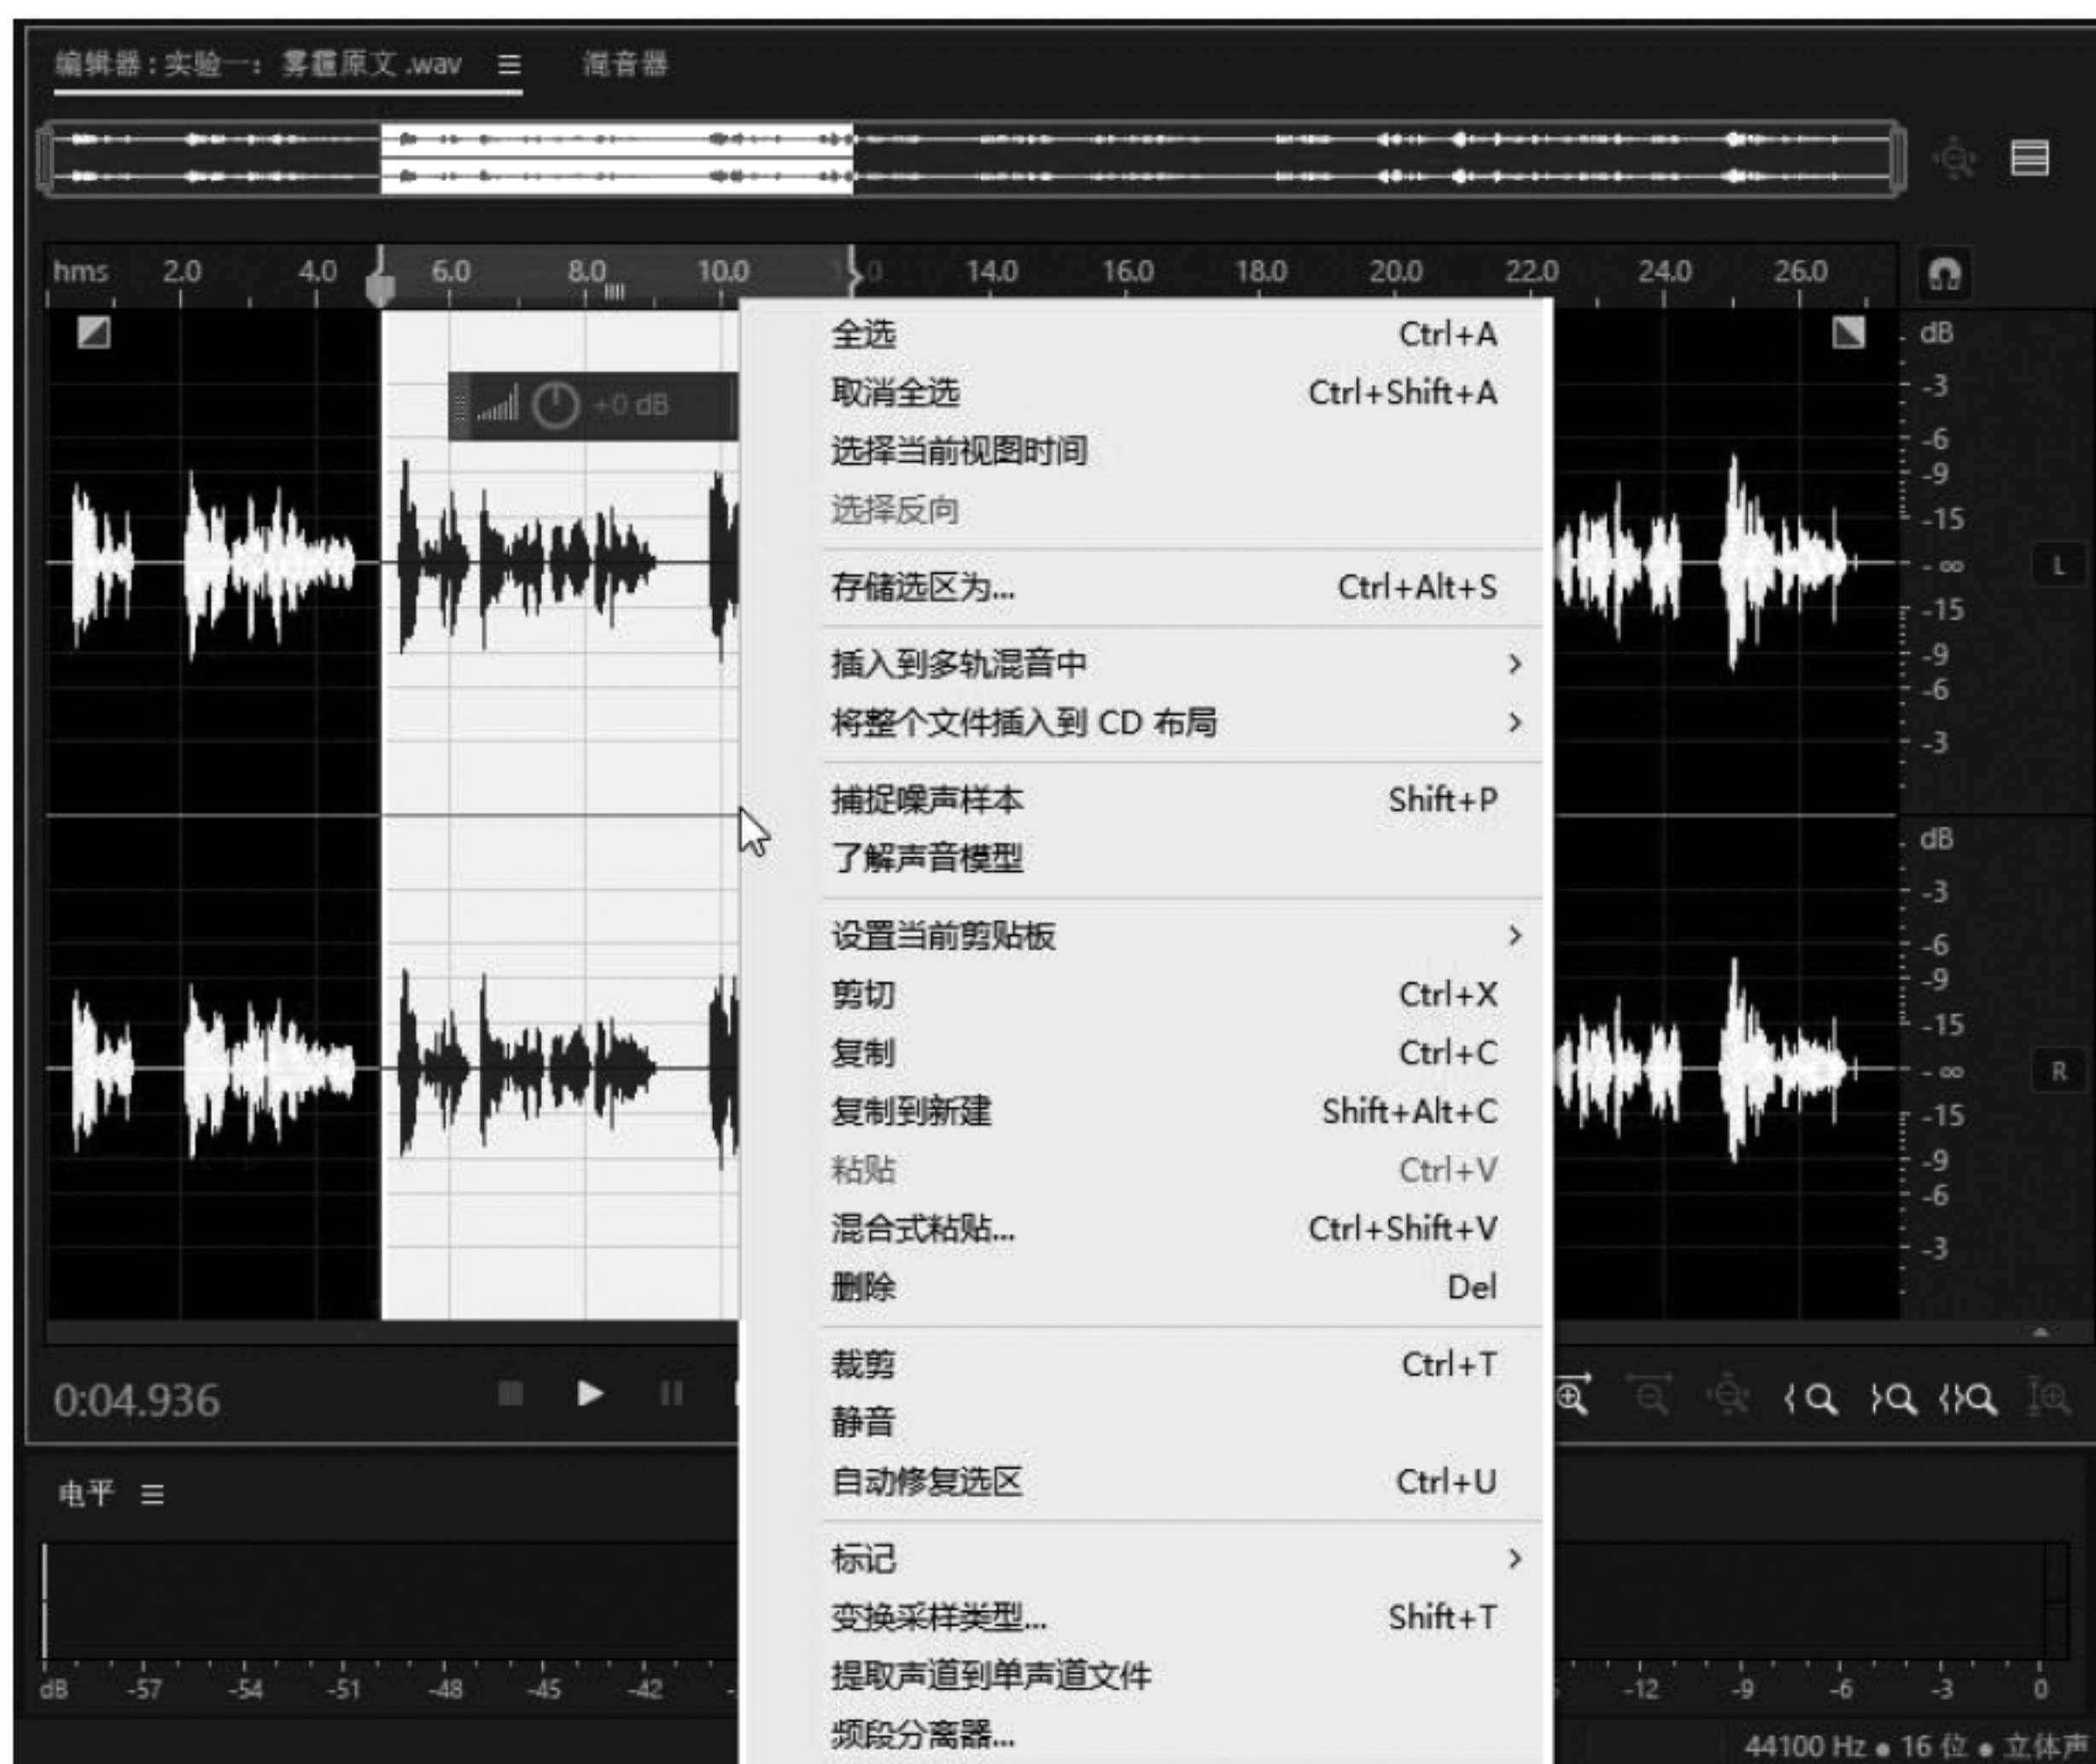 编辑器：实验一：雾霾原文.wav ☰ 混音器
hms 2.0 4.0 6.0 8.0 10.0 14.0 16.0 18.0 20.0 22.0 24.0 26.0
+0 dB
全选 Ctrl+A
取消全选 Ctrl+Shift+A
选择当前视图时间
选择反向
存储选区为... Ctrl+Alt+S
插入到多轨混音中 >
将整个文件插入到 CD 布局 >
捕捉噪声样本 Shift+P
了解声音模型
设置当前剪贴板 >
剪切 Ctrl+X
复制 Ctrl+C
复制到新建 Shift+Alt+C
粘贴 Ctrl+V
混合式粘贴... Ctrl+Shift+V
删除 Del
裁剪 Ctrl+T
静音
自动修复选区 Ctrl+U
标记 >
变换采样类型... Shift+T
提取声道到单声道文件
频段分离器...
dB
-3
-6
-9
-15
-∞
L
-15
-9
-6
-3
dB
-3
-6
-9
-15
-∞
R
-15
-9
-6
-3
0:04.936
电平 ☰
dB -57 -54 -51 -48 -45 -42 -12 -9 -6 -3 0
44100 Hz ● 16 位 ● 立体声